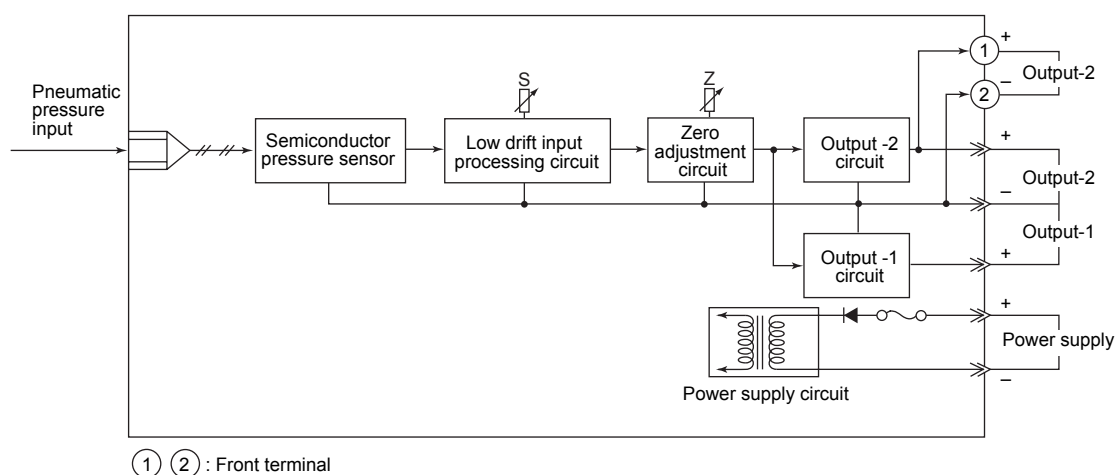 Pneumatic
pressure
input
S
Z
Semiconductor
pressure sensor
Low drift input
processing circuit
Zero
adjustment
circuit
Output -2
circuit
Output -1
circuit
1
+
Output-2
–
2
+
Output-2
–
Output-1
+
+
Power supply
–
Power supply circuit
1 2 : Front terminal